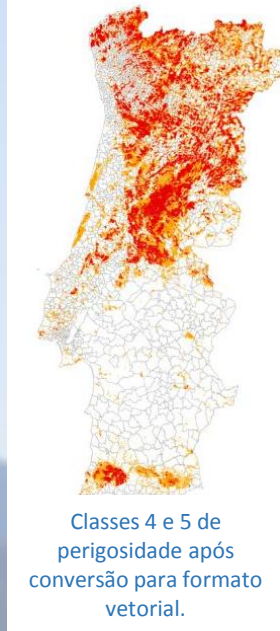 Classes 4 e 5 de
perigosidade após
conversão para formato
vetorial.